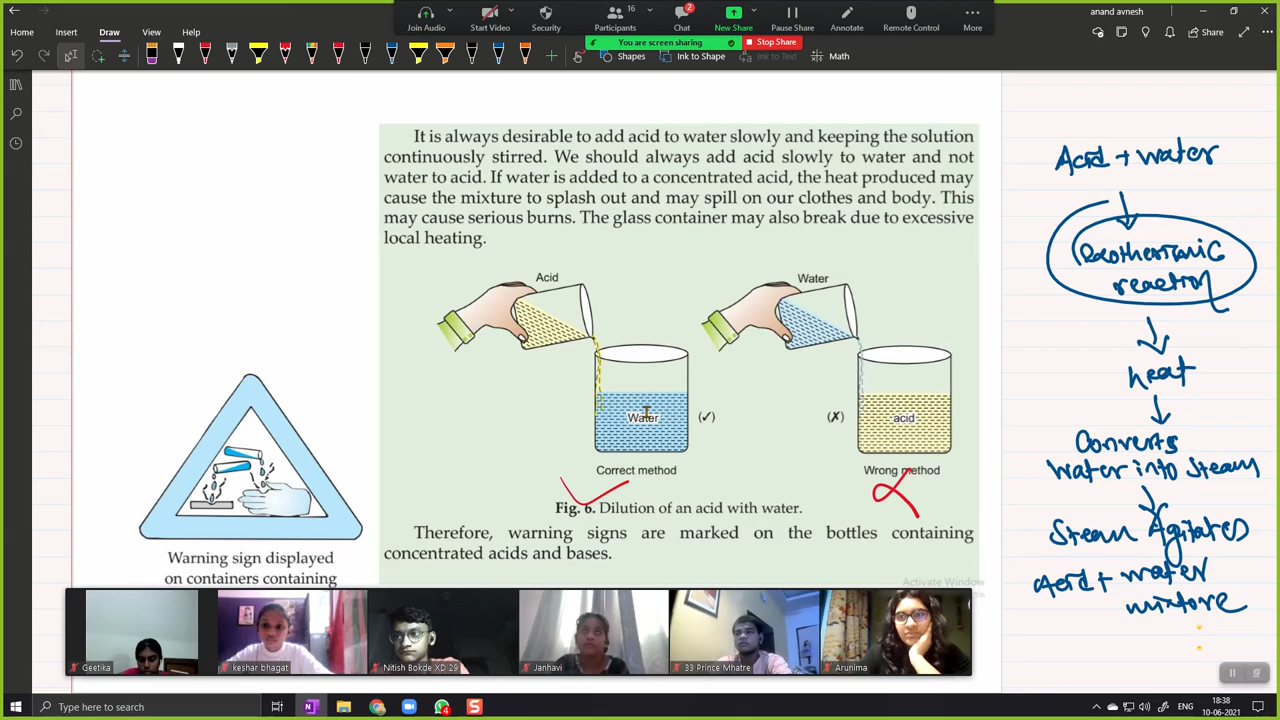 anand avnesh
Join Audio
Start Video
Security
16
Participants
2
Chat
New Share
Pause Share
Annotate
Remote Control
More
You are screen sharing
Stop Share
Home
Insert
Draw
View
Help
Share
Shapes
Ink to Shape
Ink to Text
Math
It is always desirable to add acid to water slowly and keeping the solution
continuously stirred. We should always add acid slowly to water and not
water to acid. If water is added to a concentrated acid, the heat produced may
cause the mixture to splash out and may spill on our clothes and body. This
may cause serious burns. The glass container may also break due to excessive
local heating.
Acid
Water
Water
(✓)
(✗)
acid
Correct method
Wrong method
Fig. 6. Dilution of an acid with water.
Therefore, warning signs are marked on the bottles containing
concentrated acids and bases.
Warning sign displayed
on containers containing
Acid + water
Exothermic
reaction
heat
Converts
water into steam
Steam Agitates
Acid + water
mixtore
Activate Window
Geetika
keshar bhagat
Nitish Bokde XD 29
Janhavi
33 Prince Mhatre
Arunima
Type here to search
4
ENG
18:38
10-06-2021